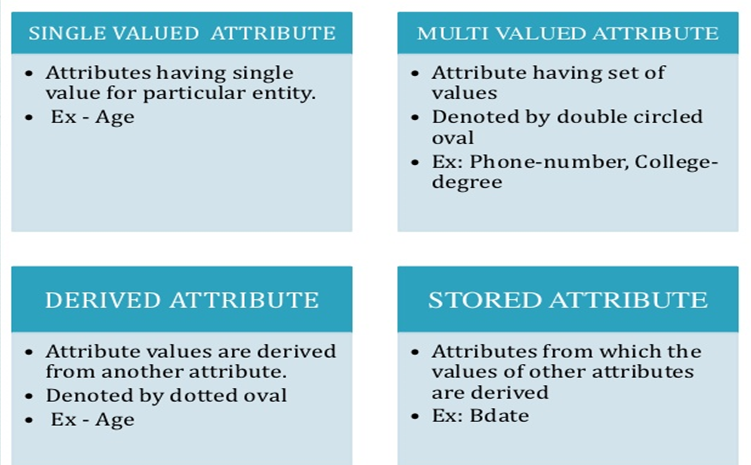 SINGLE VALUED ATTRIBUTE
• Attributes having single
value for particular entity.
• Ex - Age
MULTI VALUED ATTRIBUTE
• Attribute having set of
values
• Denoted by double circled
oval
• Ex: Phone-number, College-
degree
DERIVED ATTRIBUTE
• Attribute values are derived
from another attribute.
• Denoted by dotted oval
• Ex - Age
STORED ATTRIBUTE
• Attributes from which the
values of other attributes
are derived
• Ex: Bdate